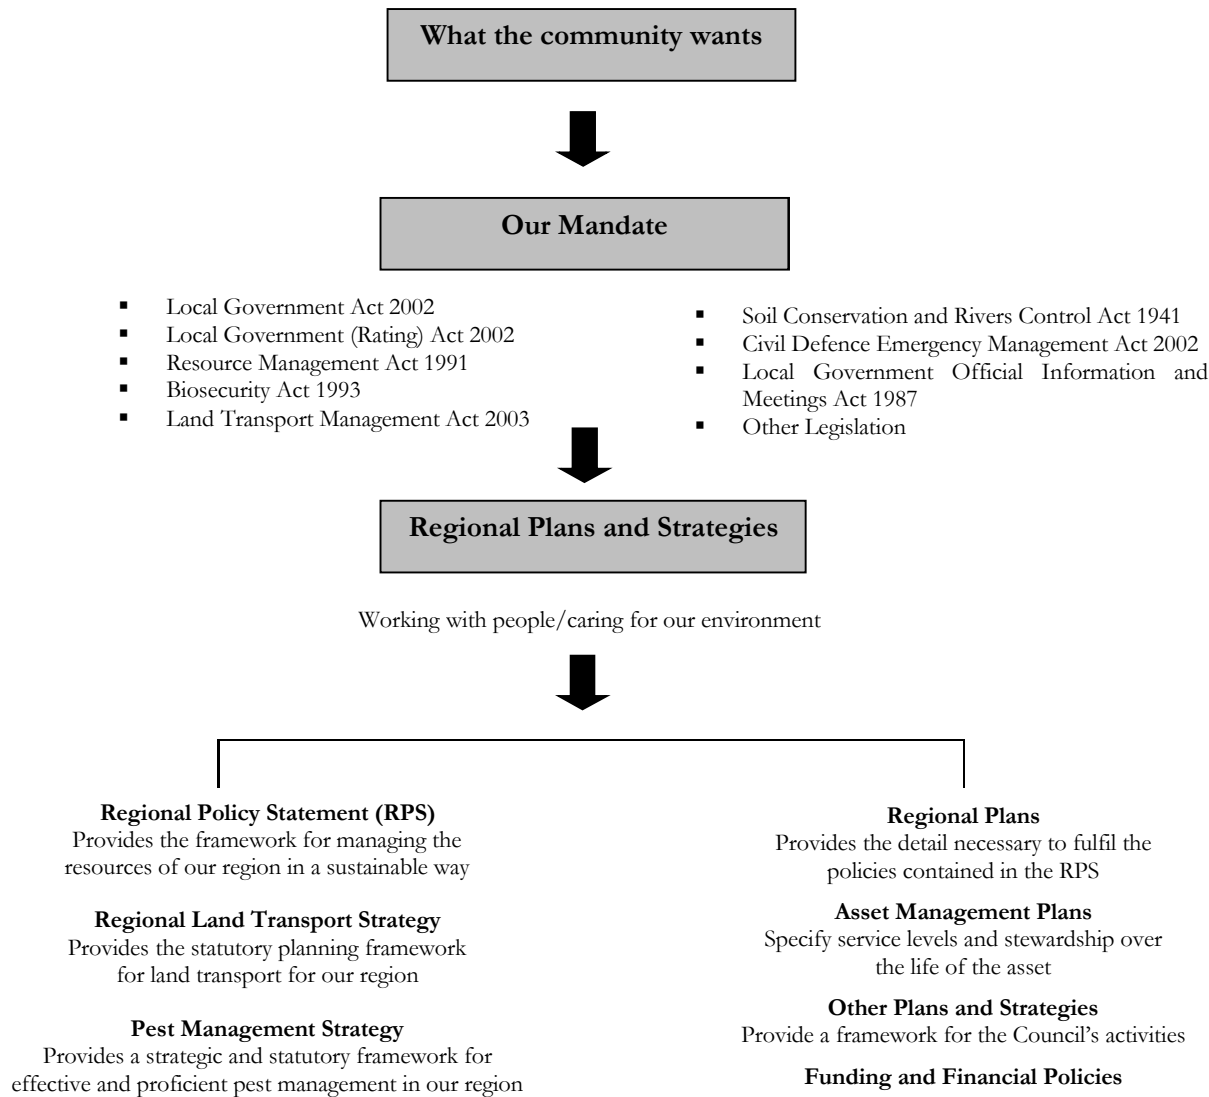 What the community wants
Our Mandate
▪ Local Government Act 2002
▪ Local Government (Rating) Act 2002
▪ Resource Management Act 1991
▪ Biosecurity Act 1993
▪ Land Transport Management Act 2003
▪ Soil Conservation and Rivers Control Act 1941
▪ Civil Defence Emergency Management Act 2002
▪ Local Government Official Information and
Meetings Act 1987
▪ Other Legislation
Regional Plans and Strategies
Working with people/caring for our environment
Regional Policy Statement (RPS)
Provides the framework for managing the
resources of our region in a sustainable way
Regional Land Transport Strategy
Provides the statutory planning framework
for land transport for our region
Pest Management Strategy
Provides a strategic and statutory framework for
effective and proficient pest management in our region
Regional Plans
Provides the detail necessary to fulfil the
policies contained in the RPS
Asset Management Plans
Specify service levels and stewardship over
the life of the asset
Other Plans and Strategies
Provide a framework for the Council's activities
Funding and Financial Policies